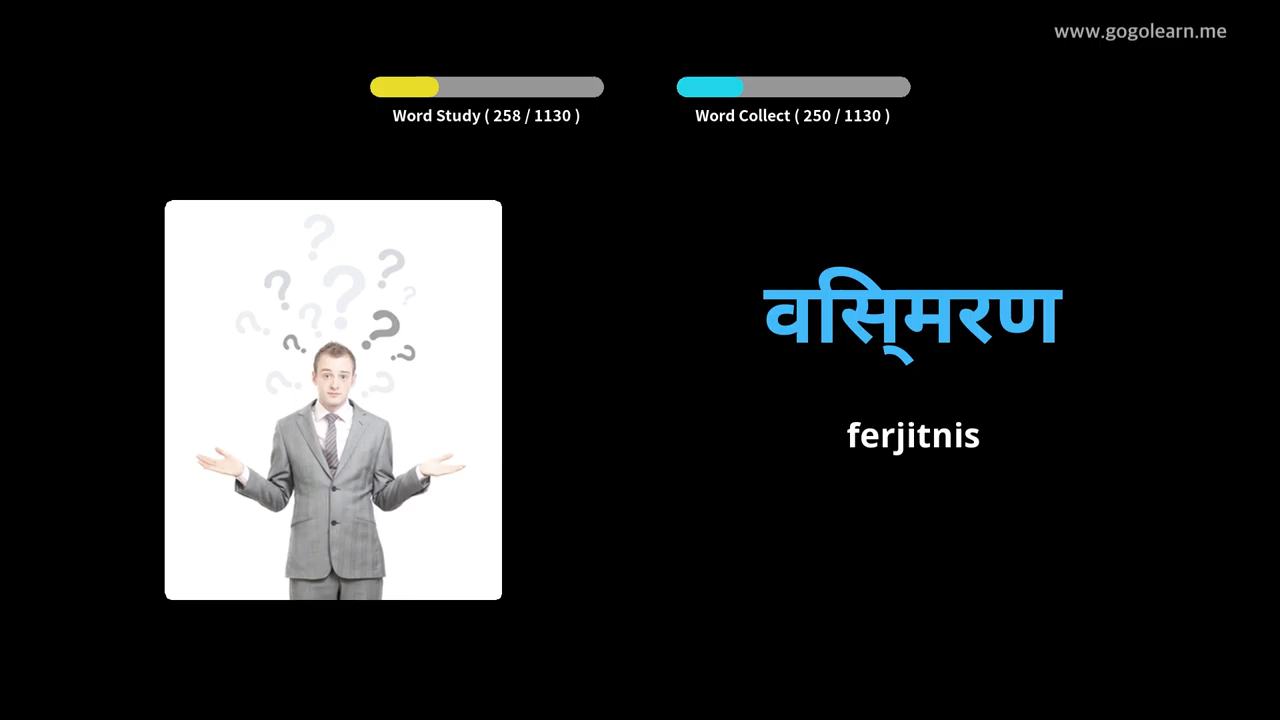 www.gogolearn.me
Word Study ( 258 / 1130 )
Word Collect ( 250 / 1130 )
वसि्मरण
ferjitnis